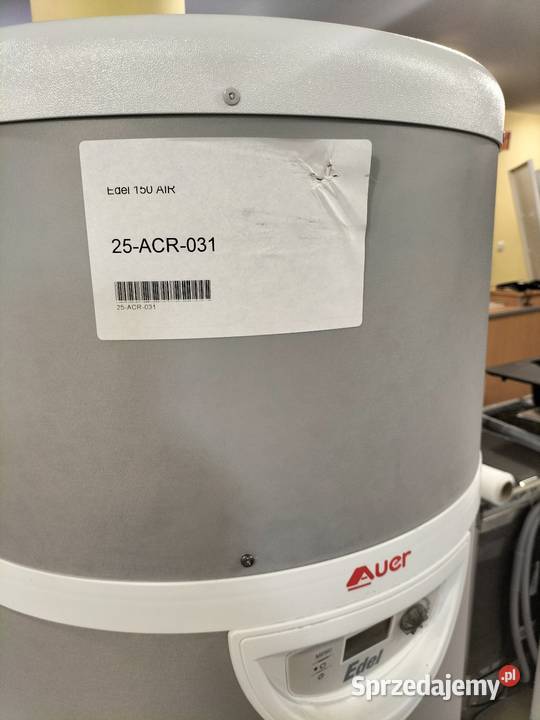 Edel 150 AIR
25-ACR-031
25-ACR-031
Auer
MENU
Edel
Sprzedajemy.pl